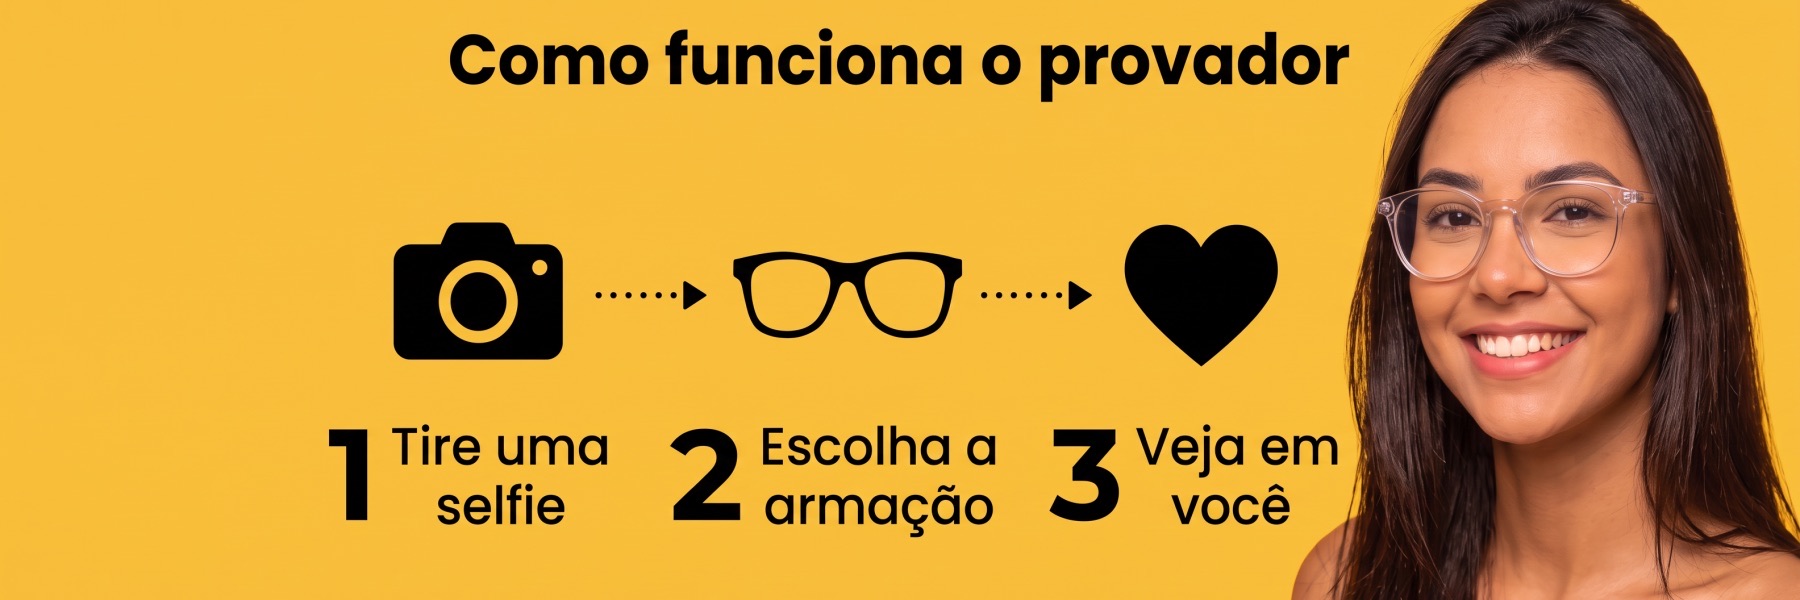 Como funciona o provador
1 Tire uma
selfie
2 Escolha a
armação
3 Veja em
você